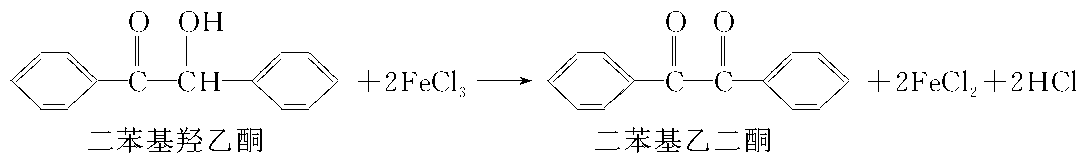 O OH O O
C CH +2FeCl₃ ⟶ C C +2FeCl₂+2HCl
二苯基羟乙酮 二苯基乙二酮